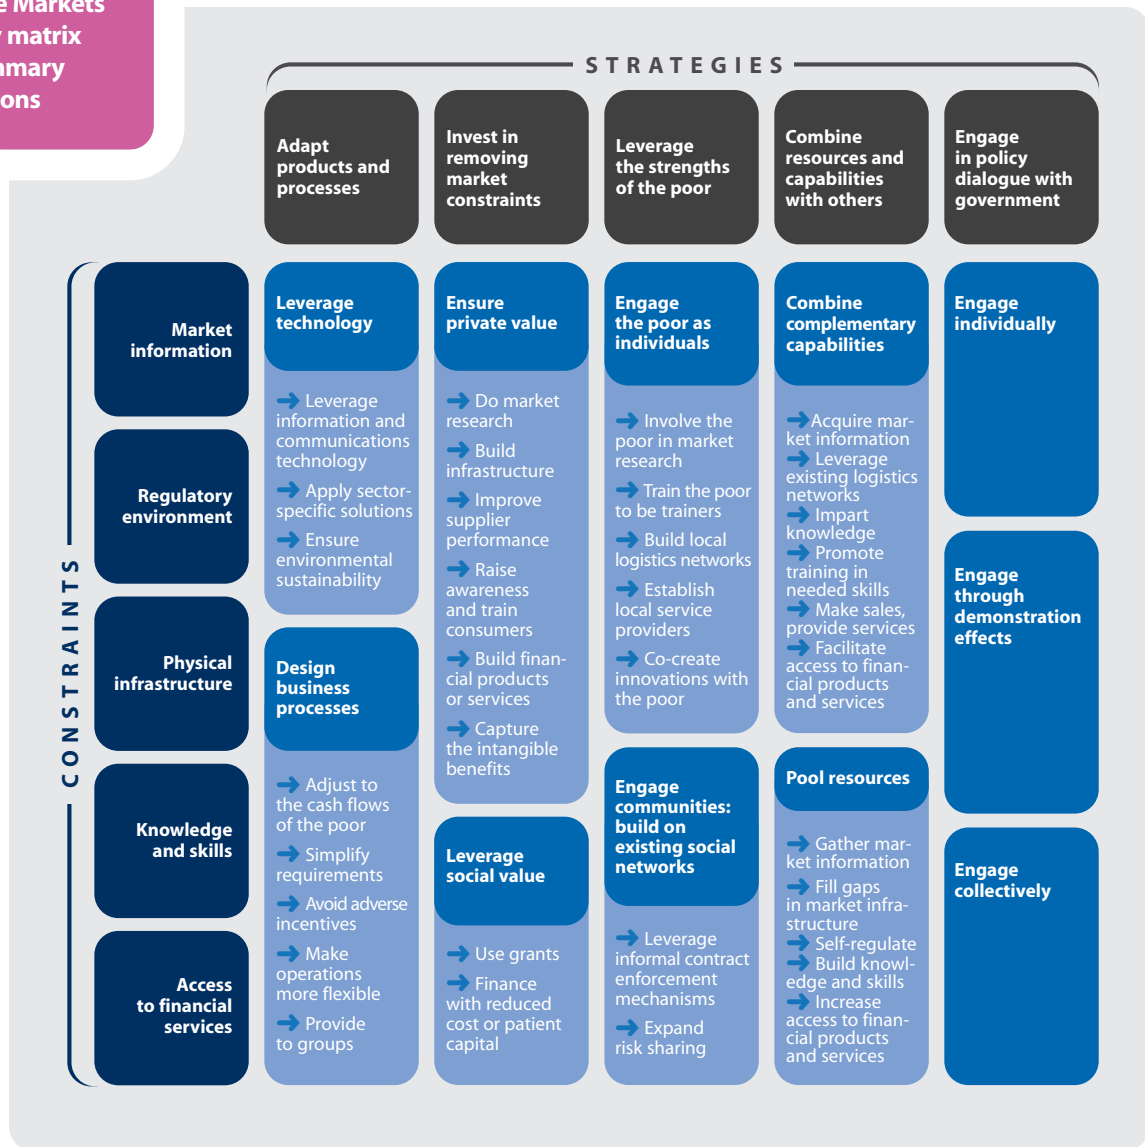 e Markets
matrix
mary
ons
STRATEGIES
Adapt
products and
processes
Invest in
removing
market
constraints
Leverage
the strengths
of the poor
Combine
resources and
capabilities
with others
Engage
in policy
dialogue with
government
CONSTRAINTS
Market
information
Regulatory
environment
Physical
infrastructure
Knowledge
and skills
Access
to financial
services
Leverage
technology
➜ Leverage
information and
communications
technology
➜ Apply sector-
specific solutions
➜ Ensure
environmental
sustainability
Design
business
processes
➜ Adjust to
the cash flows
of the poor
➜ Simplify
requirements
➜ Avoid adverse
incentives
➜ Make
operations
more flexible
➜ Provide
to groups
Ensure
private value
➜ Do market
research
➜ Build
infrastructure
➜ Improve
supplier
performance
➜ Raise
awareness
and train
consumers
➜ Build finan-
cial products
or services
➜ Capture
the intangible
benefits
Leverage
social value
➜ Use grants
➜ Finance
with reduced
cost or patient
capital
Engage
the poor as
individuals
➜ Involve the
poor in market
research
➜ Train the poor
to be trainers
➜ Build local
logistics networks
➜ Establish
local service
providers
➜ Co-create
innovations with
the poor
Engage
communities:
build on
existing social
networks
➜ Leverage
informal contract
enforcement
mechanisms
➜ Expand
risk sharing
Combine
complementary
capabilities
➜ Acquire mar-
ket information
➜ Leverage
existing logistics
networks
➜ Impart
knowledge
➜ Promote
training in
needed skills
➜ Make sales,
provide services
➜ Facilitate
access to finan-
cial products
and services
Pool resources
➜ Gather mar-
ket information
➜ Fill gaps
in market infra-
structure
➜ Self-regulate
➜ Build knowl-
edge and skills
➜ Increase
access to finan-
cial products
and services
Engage
individually
Engage
through
demonstration
effects
Engage
collectively